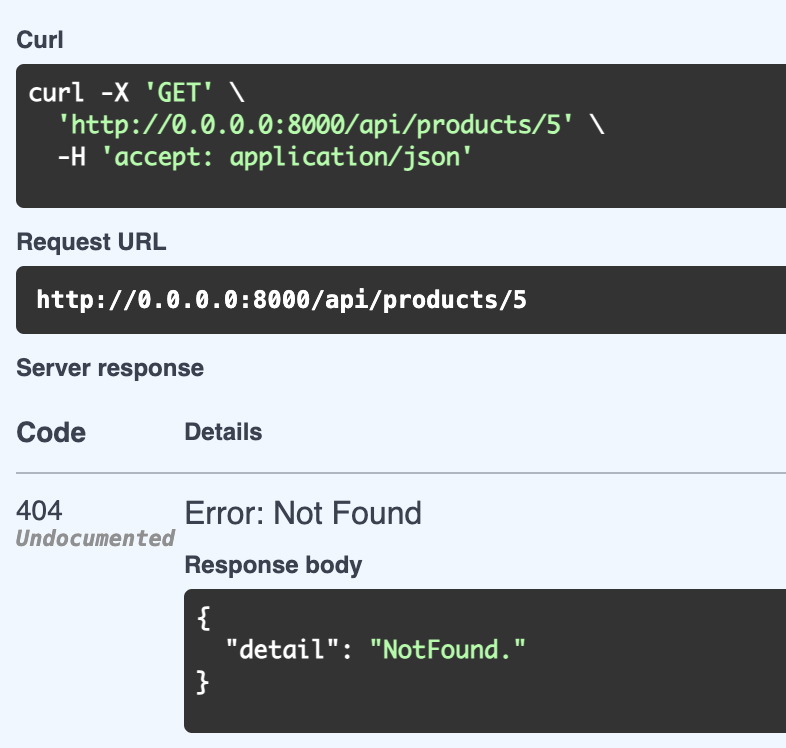 Curl
curl -X 'GET' \
  'http://0.0.0.0:8000/api/products/5' \
  -H 'accept: application/json'
Request URL
http://0.0.0.0:8000/api/products/5
Server response
Code Details
404 Error: Not Found
Undocumented
Response body
{
  "detail": "NotFound."
}